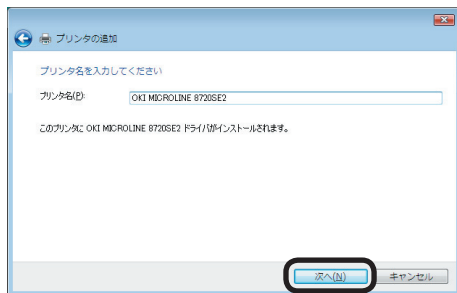 プリンタの追加
プリンタ名を入力してください
プリンタ名(P): OKI MICROLINE 8720SE2
このプリンタに OKI MICROLINE 8720SE2 ドライバがインストールされます。
次へ(N) キャンセル